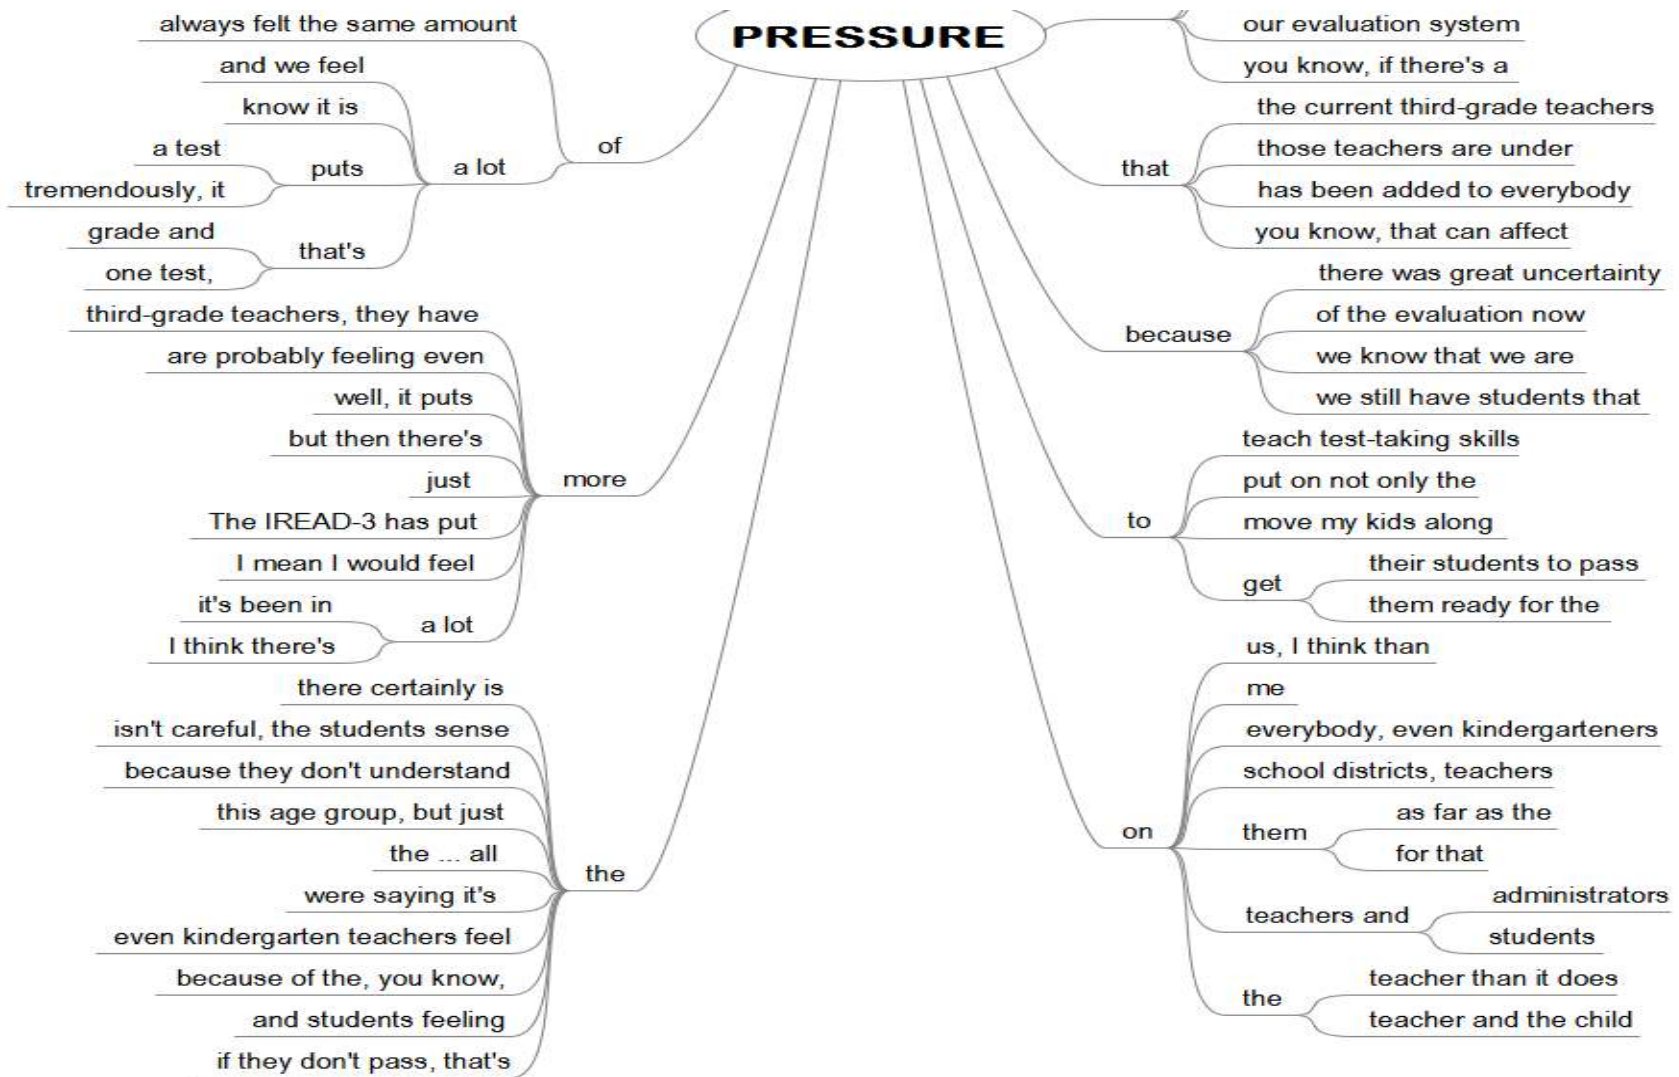 PRESSURE
always felt the same amount
and we feel
know it is
a test
tremendously, it
puts
grade and
one test,
that's
a lot
of
third-grade teachers, they have
are probably feeling even
well, it puts
but then there's
just
The IREAD-3 has put
I mean I would feel
it's been in
I think there's
a lot
more
there certainly is
isn't careful, the students sense
because they don't understand
this age group, but just
the ... all
were saying it's
even kindergarten teachers feel
because of the, you know,
and students feeling
if they don't pass, that's
the
our evaluation system
you know, if there's a
that
the current third-grade teachers
those teachers are under
has been added to everybody
you know, that can affect
because
there was great uncertainty
of the evaluation now
we know that we are
we still have students that
to
teach test-taking skills
put on not only the
move my kids along
get
their students to pass
them ready for the
on
us, I think than
me
everybody, even kindergarteners
school districts, teachers
them
as far as the
for that
teachers and
administrators
students
the
teacher than it does
teacher and the child